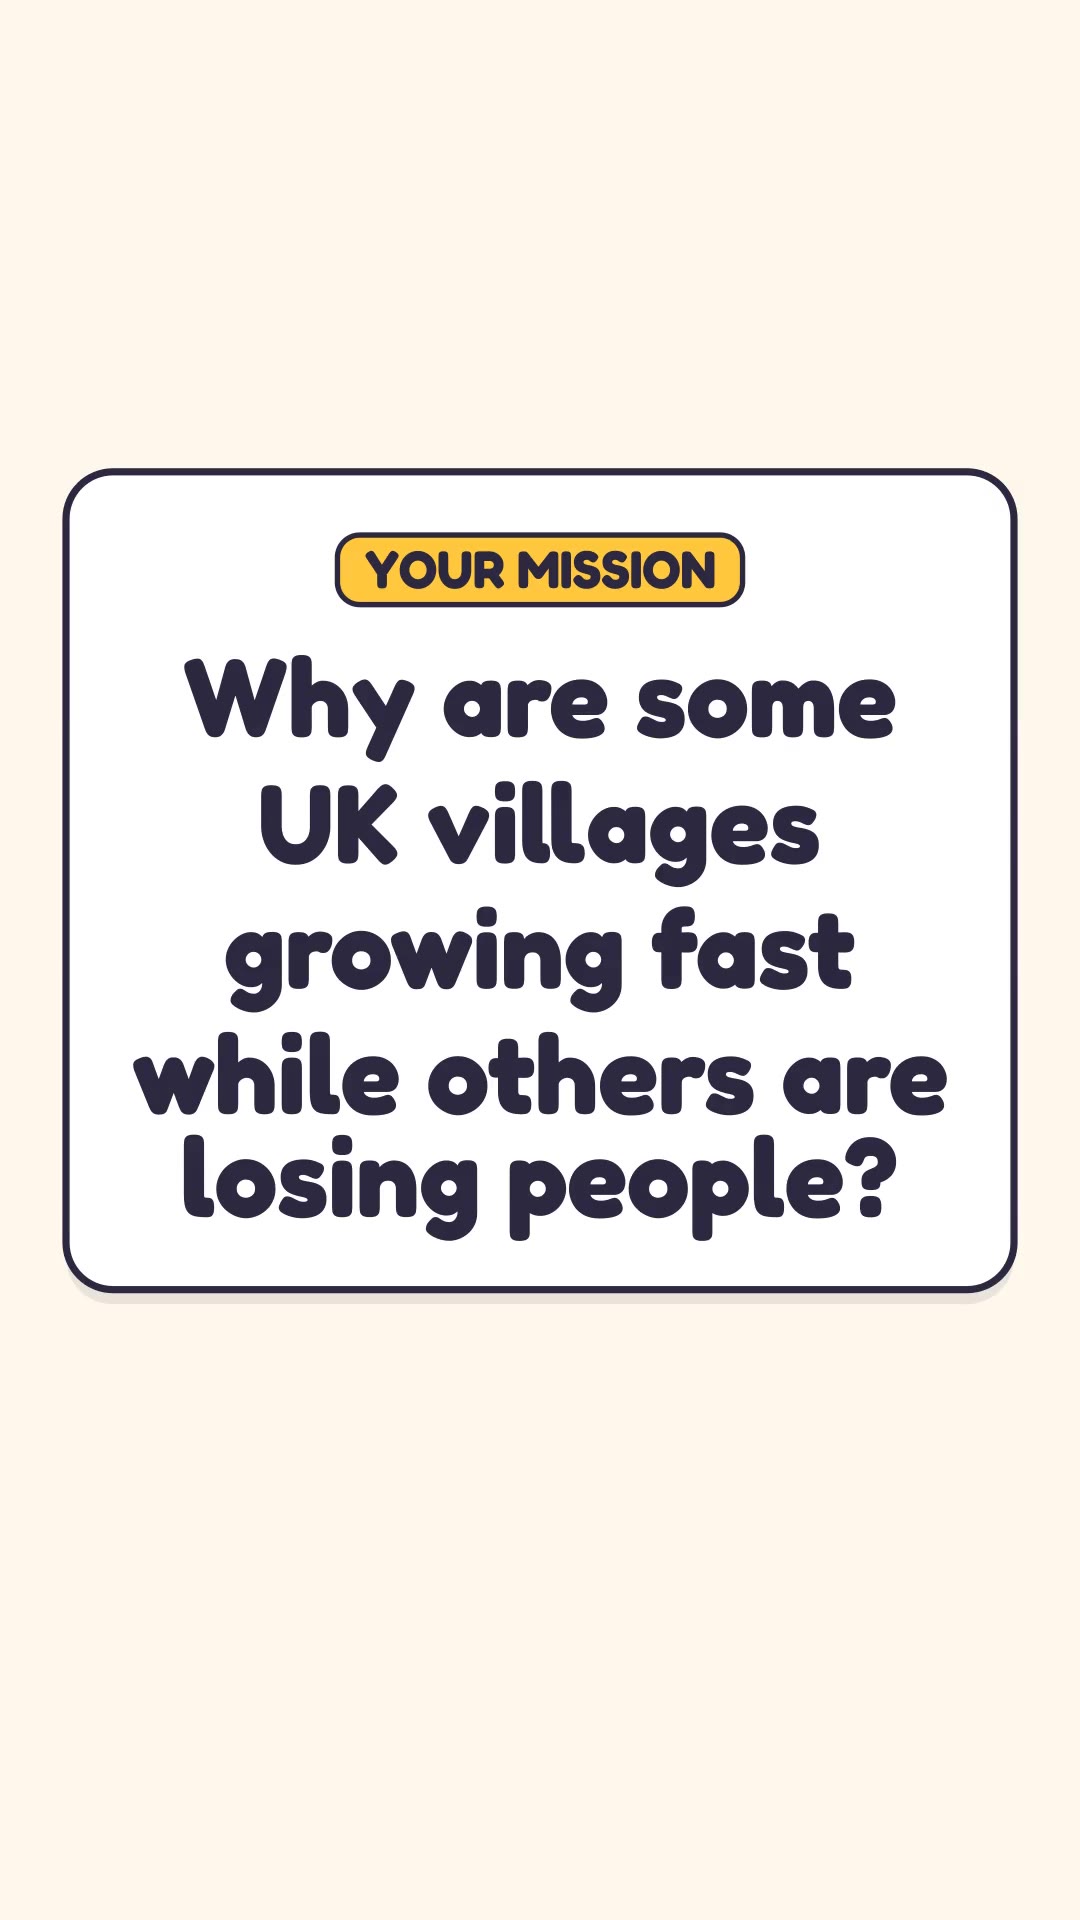 YOUR MISSION
Why are some
UK villages
growing fast
while others are
losing people?